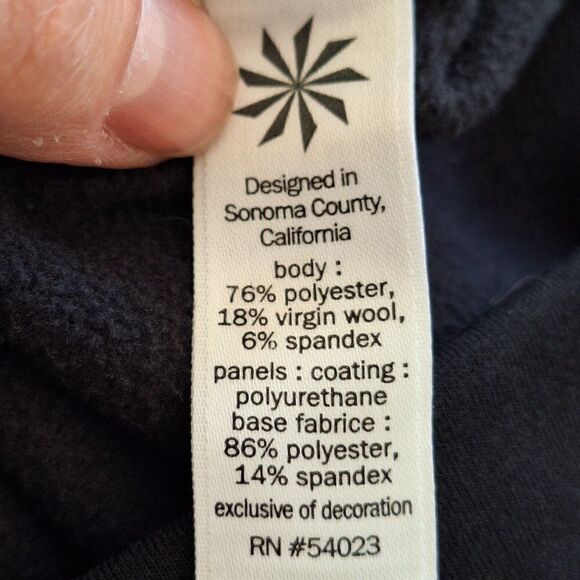 Designed in
Sonoma County,
California
body :
76% polyester,
18% virgin wool,
6% spandex
panels : coating :
polyurethane
base fabrice :
86% polyester,
14% spandex
exclusive of decoration
RN #54023